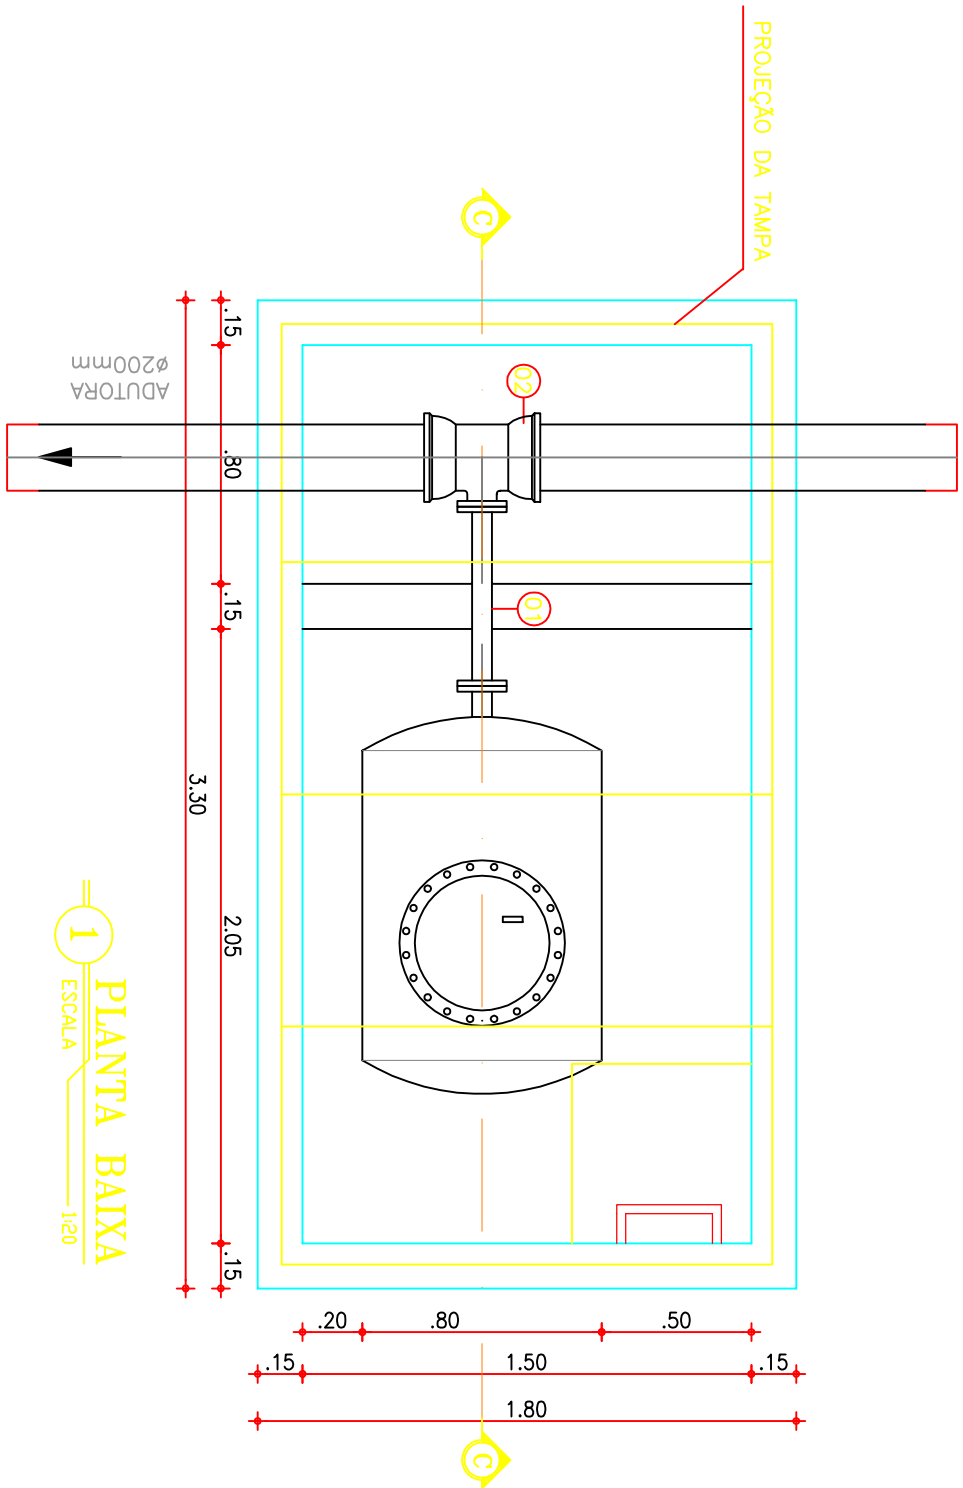 PROJEÇÃO DA TAMPA
C
.15
ADUTORA
ø200mm
02
.80
.15
01
3.30
2.05
1
PLANTA BAIXA
ESCALA
1:20
.15
.20
.80
.50
.15
1.50
.15
1.80
C